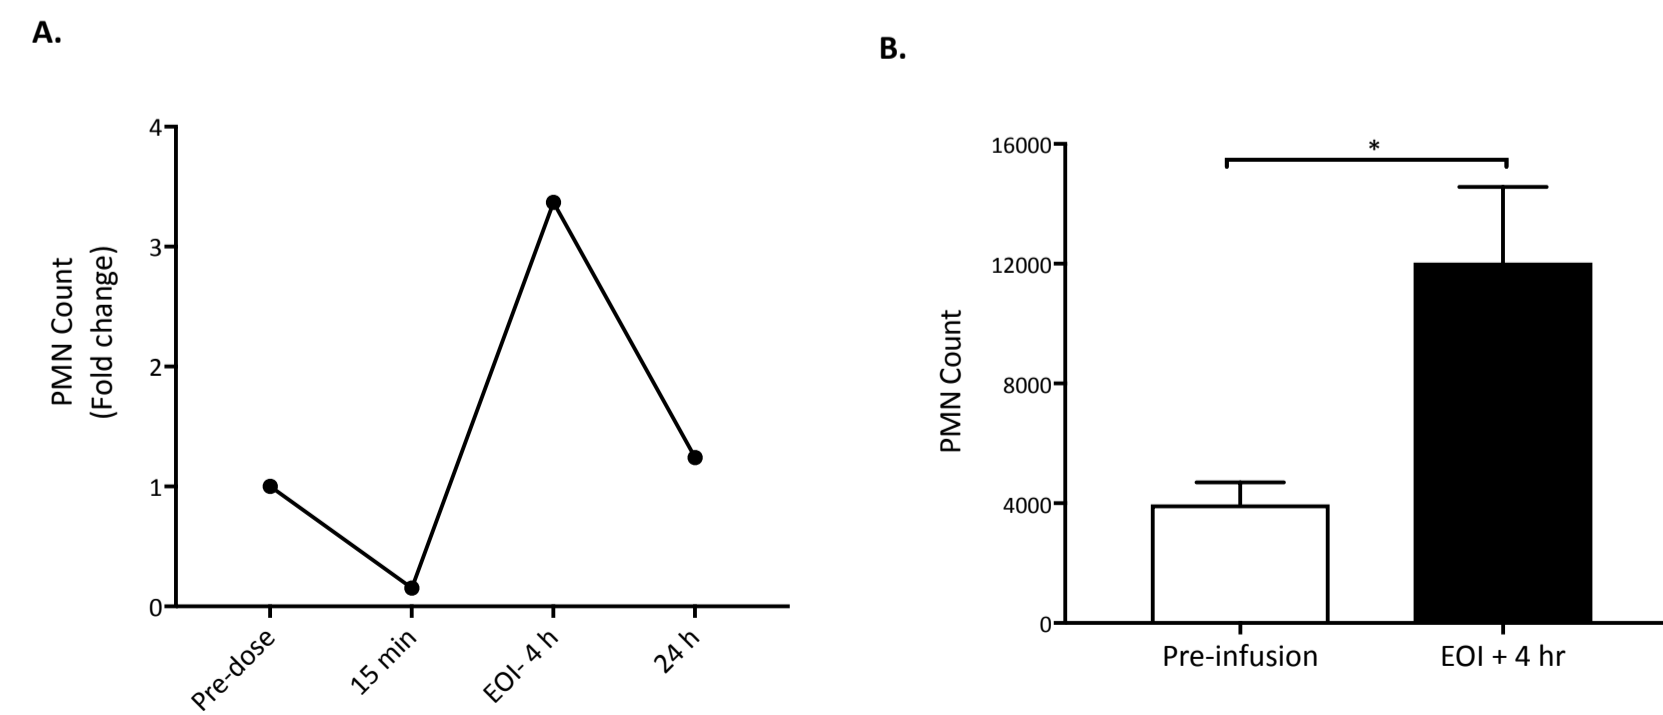 A.
PMN Count
(Fold change)
4
3
2
1
0
Pre-dose
15 min
EOI- 4 h
24 h
B.
PMN Count
16000
12000
8000
4000
0
*
Pre-infusion
EOI + 4 hr